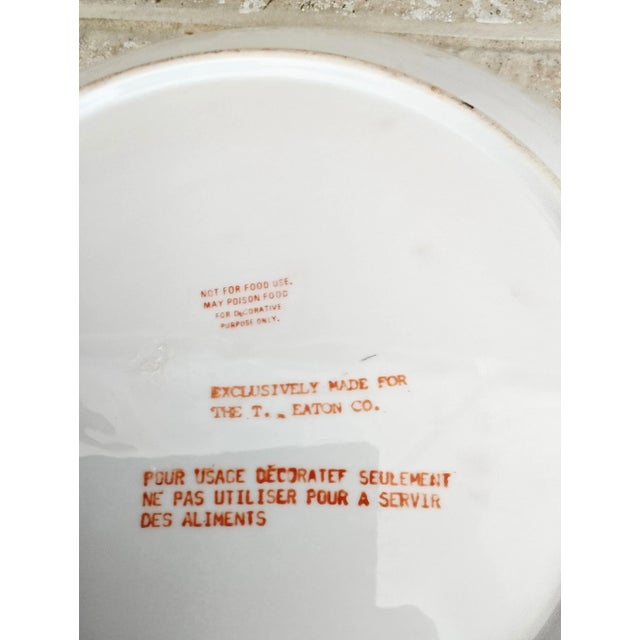 NOT FOR FOOD USE.
MAY POISON FOOD
FOR DECORATIVE
PURPOSE ONLY.
EXCLUSIVELY MADE FOR
THE T. EATON CO.
POUR USAGE DÉCORATEF SEULEMENT
NE PAS UTILISER POUR A SERVIR
DES ALIMENTS